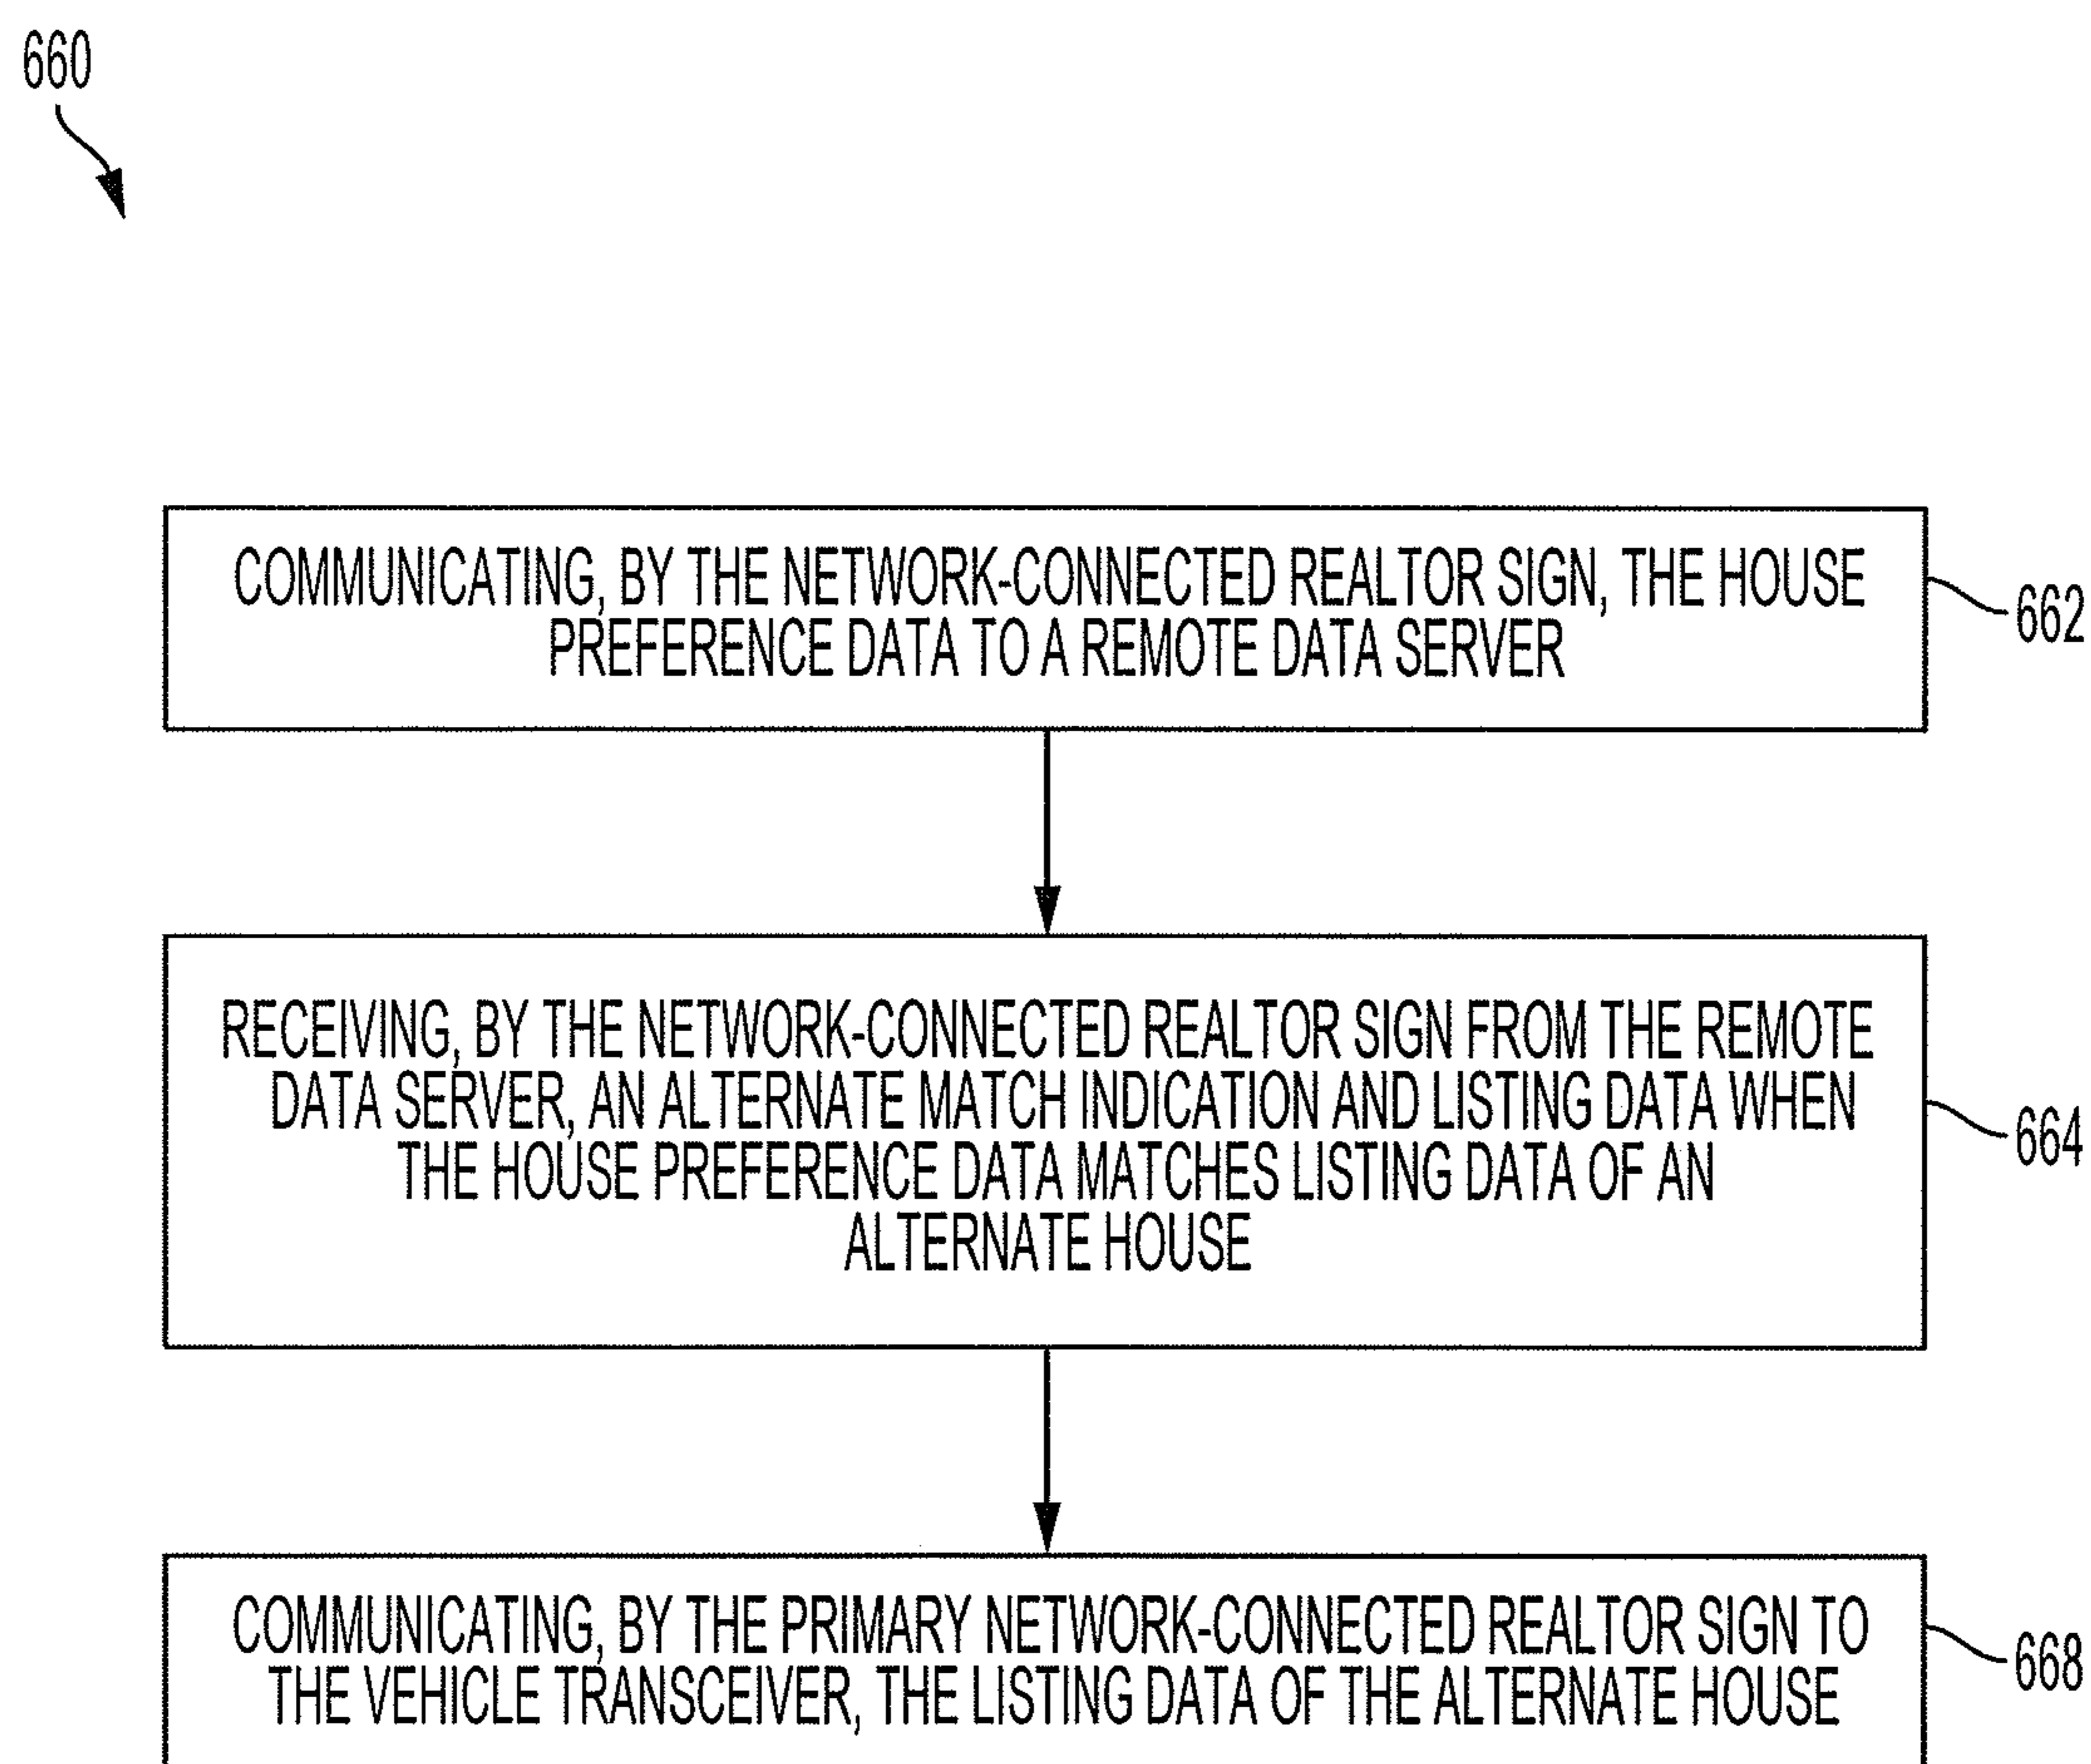 660
COMMUNICATING, BY THE NETWORK-CONNECTED REALTOR SIGN, THE HOUSE
PREFERENCE DATA TO A REMOTE DATA SERVER
662
RECEIVING, BY THE NETWORK-CONNECTED REALTOR SIGN FROM THE REMOTE
DATA SERVER, AN ALTERNATE MATCH INDICATION AND LISTING DATA WHEN
THE HOUSE PREFERENCE DATA MATCHES LISTING DATA OF AN
ALTERNATE HOUSE
664
COMMUNICATING, BY THE PRIMARY NETWORK-CONNECTED REALTOR SIGN TO
THE VEHICLE TRANSCEIVER, THE LISTING DATA OF THE ALTERNATE HOUSE
668